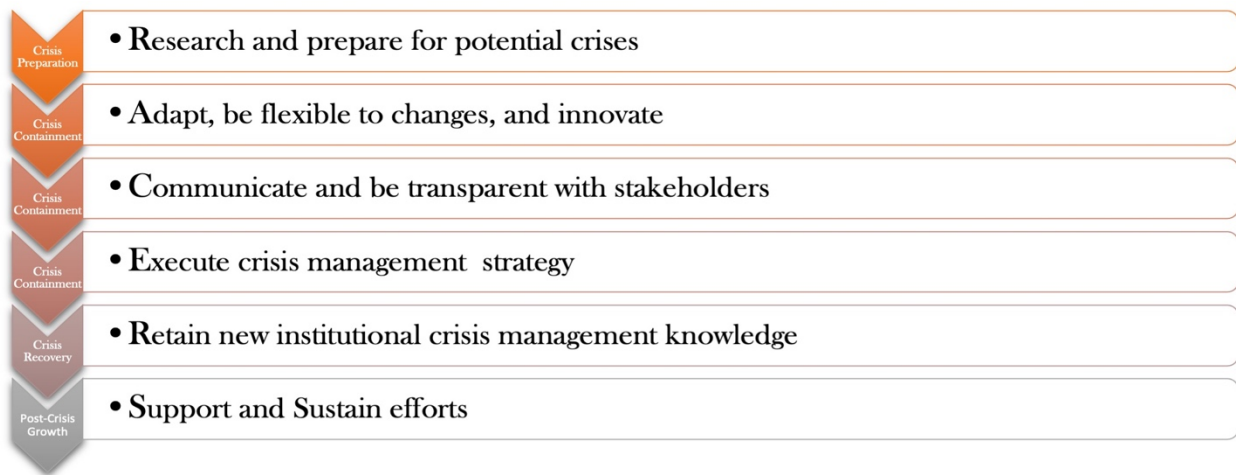 Crisis
Preparation
• Research and prepare for potential crises
Crisis
Containment
• Adapt, be flexible to changes, and innovate
Crisis
Containment
• Communicate and be transparent with stakeholders
Crisis
Containment
• Execute crisis management  strategy
Crisis
Recovery
• Retain new institutional crisis management knowledge
Post-Crisis
Growth
• Support and Sustain efforts